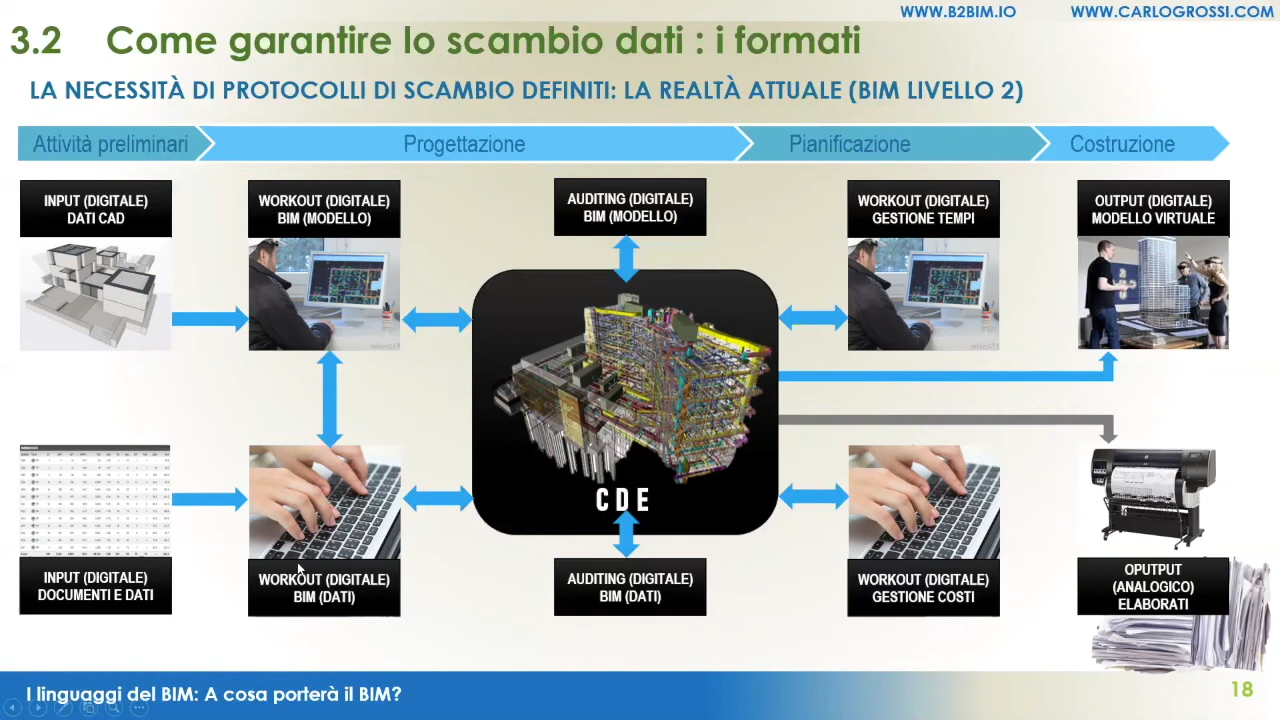 WWW.B2BIM.IO WWW.CARLOGROSSI.COM
3.2 Come garantire lo scambio dati : i formati
LA NECESSITÀ DI PROTOCOLLI DI SCAMBIO DEFINITI: LA REALTÀ ATTUALE (BIM LIVELLO 2)
Attività preliminari
Progettazione
Pianificazione
Costruzione
INPUT (DIGITALE)
DATI CAD
WORKOUT (DIGITALE)
BIM (MODELLO)
AUDITING (DIGITALE)
BIM (MODELLO)
WORKOUT (DIGITALE)
GESTIONE TEMPI
OUTPUT (DIGITALE)
MODELLO VIRTUALE
CDE
INPUT (DIGITALE)
DOCUMENTI E DATI
WORKOUT (DIGITALE)
BIM (DATI)
AUDITING (DIGITALE)
BIM (DATI)
WORKOUT (DIGITALE)
GESTIONE COSTI
OPUTPUT
(ANALOGICO)
ELABORATI
I linguaggi del BIM: A cosa porterà il BIM?
18